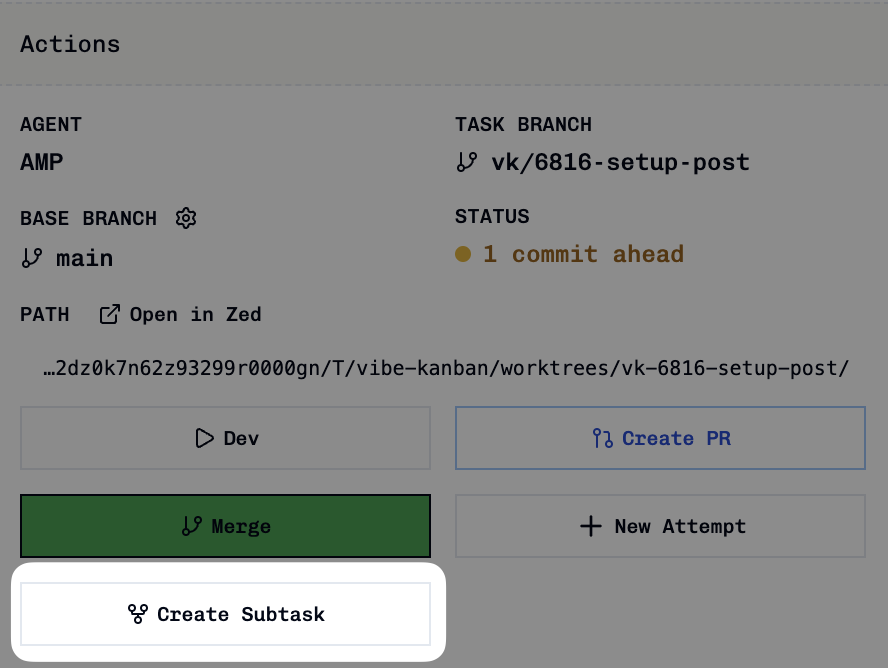 Actions
AGENT
AMP
TASK BRANCH
vk/6816-setup-post
BASE BRANCH
main
STATUS
1 commit ahead
PATH Open in Zed
…2dz0k7n62z93299r0000gn/T/vibe-kanban/worktrees/vk-6816-setup-post/
Dev
Create PR
Merge
New Attempt
Create Subtask